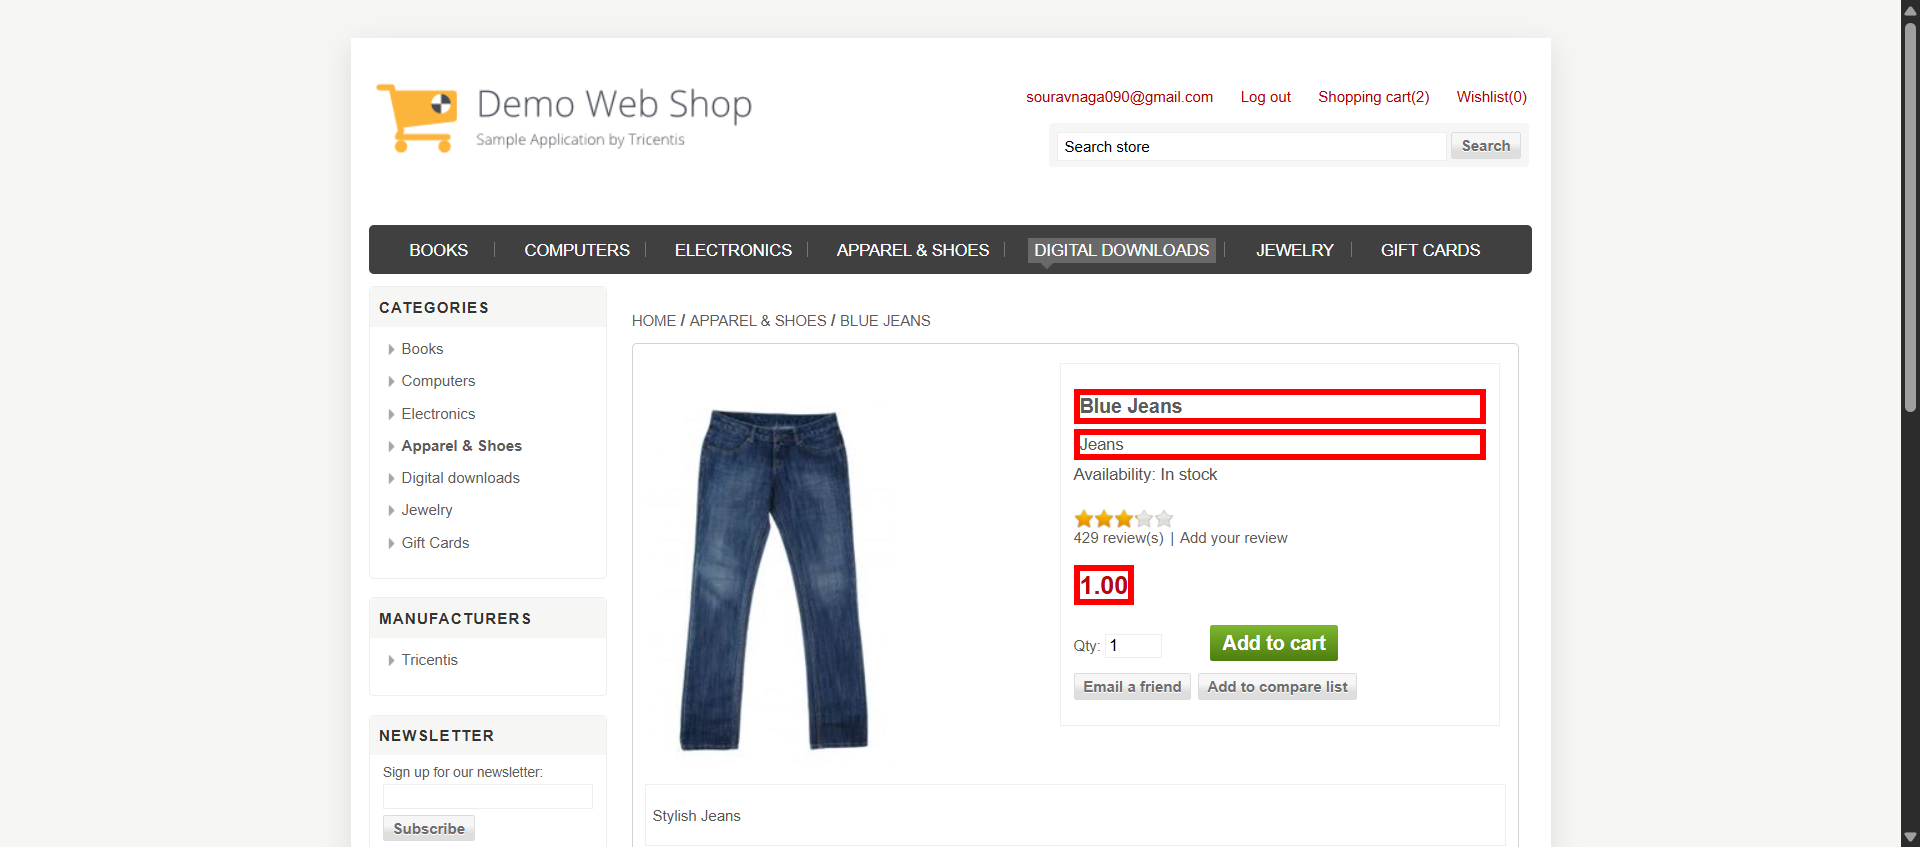 Demo Web Shop
Sample Application by Tricentis
souravnaga090@gmail.com Log out Shopping cart(2) Wishlist(0)
Search store Search
BOOKS COMPUTERS ELECTRONICS APPAREL & SHOES DIGITAL DOWNLOADS JEWELRY GIFT CARDS
CATEGORIES
Books
Computers
Electronics
Apparel & Shoes
Digital downloads
Jewelry
Gift Cards
MANUFACTURERS
Tricentis
NEWSLETTER
Sign up for our newsletter:
Subscribe
HOME / APPAREL & SHOES / BLUE JEANS
Blue Jeans
Jeans
Availability: In stock
429 review(s) | Add your review
1.00
Qty: 1 Add to cart
Email a friend Add to compare list
Stylish Jeans